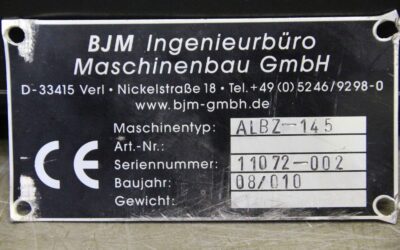 BJM Ingenieurbüro
Maschinenbau GmbH
D-33415 Verl • Nickelstraße 18 • Tel.+49 (0) 5246/9298-0
www.bjm-gmbh.de
Maschinentyp: ALBZ-145
Art.-Nr.:
Seriennummer: 11072-002
Baujahr: 08/010
Gewicht:
CE